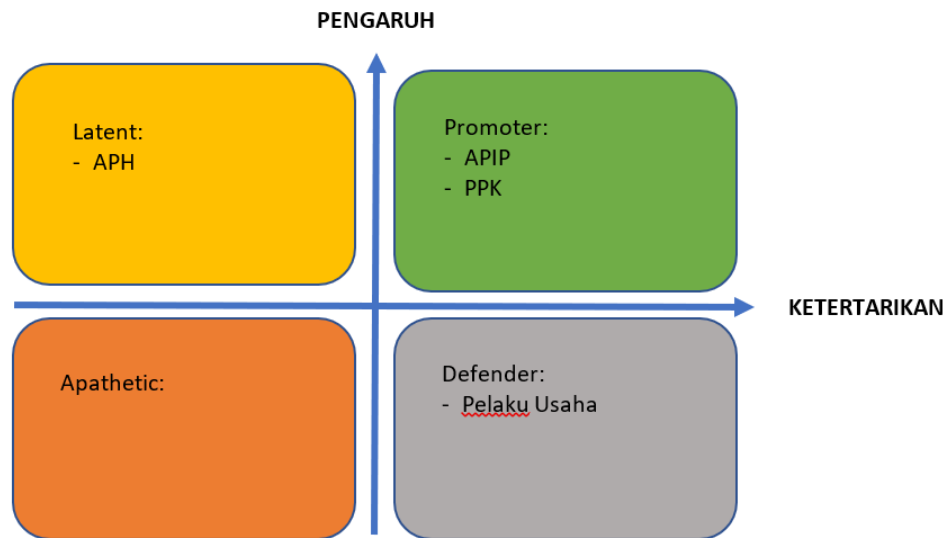 PENGARUH
Latent:
- APH
Promoter:
- APIP
- PPK
KETERTARIKAN
Apathetic:
Defender:
- Pelaku Usaha